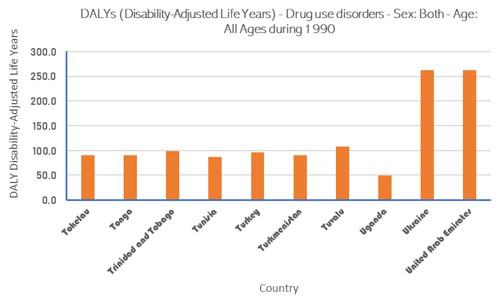 DALYs (Disability-Adjusted Life Years) - Drug use disorders - Sex: Both - Age:
All Ages during 1990
DALY Disability-Adjusted Life Years
300.0
250.0
200.0
150.0
100.0
50.0
0.0
Tokelau
Tonga
Trinidad and Tobago
Tunisia
Turkey
Turkmenistan
Tuvalu
Uganda
Ukraine
United Arab Emirates
Country